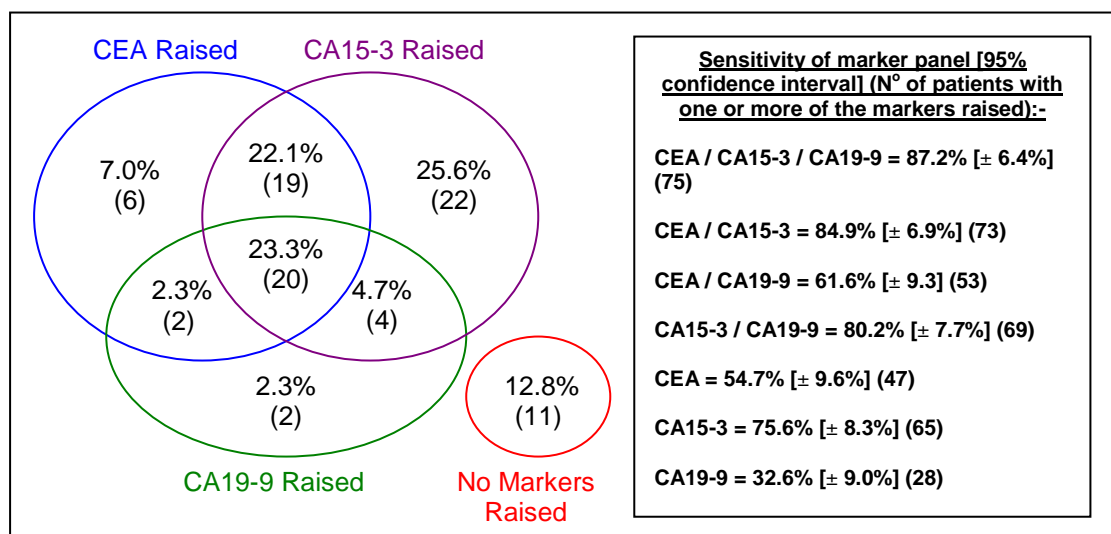 CEA Raised
CA15-3 Raised
7.0%
(6)
22.1%
(19)
25.6%
(22)
23.3%
(20)
2.3%
(2)
4.7%
(4)
2.3%
(2)
12.8%
(11)
CA19-9 Raised
No Markers
Raised
Sensitivity of marker panel [95%
confidence interval] (Nº of patients with
one or more of the markers raised):-
CEA / CA15-3 / CA19-9 = 87.2% [± 6.4%]
(75)
CEA / CA15-3 = 84.9% [± 6.9%] (73)
CEA / CA19-9 = 61.6% [± 9.3] (53)
CA15-3 / CA19-9 = 80.2% [± 7.7%] (69)
CEA = 54.7% [± 9.6%] (47)
CA15-3 = 75.6% [± 8.3%] (65)
CA19-9 = 32.6% [± 9.0%] (28)